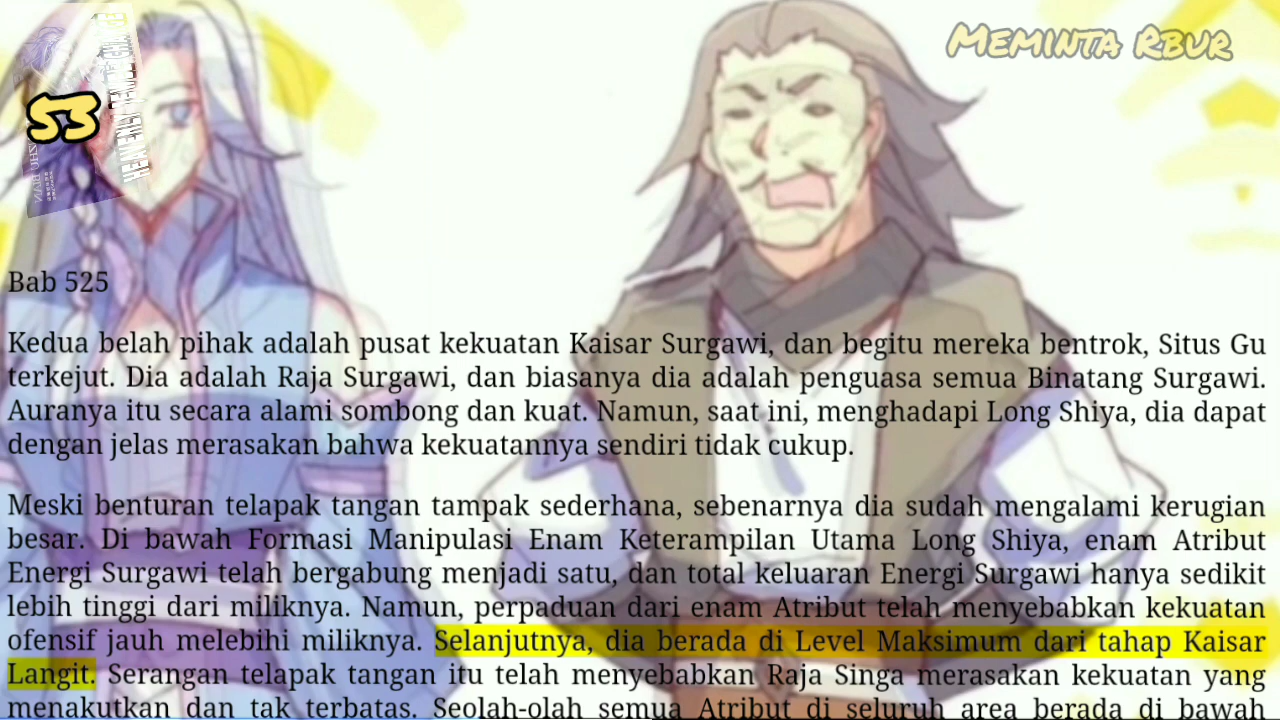 Meminta Rbur
53
Bab 525
Kedua belah pihak adalah pusat kekuatan Kaisar Surgawi, dan begitu mereka bentrok, Situs Gu
terkejut. Dia adalah Raja Surgawi, dan biasanya dia adalah penguasa semua Binatang Surgawi.
Auranya itu secara alami sombong dan kuat. Namun, saat ini, menghadapi Long Shiya, dia dapat
dengan jelas merasakan bahwa kekuatannya sendiri tidak cukup.
Meski benturan telapak tangan tampak sederhana, sebenarnya dia sudah mengalami kerugian
besar. Di bawah Formasi Manipulasi Enam Keterampilan Utama Long Shiya, enam Atribut
Energi Surgawi telah bergabung menjadi satu, dan total keluaran Energi Surgawi hanya sedikit
lebih tinggi dari miliknya. Namun, perpaduan dari enam Atribut telah menyebabkan kekuatan
ofensif jauh melebihi miliknya. Selanjutnya, dia berada di Level Maksimum dari tahap Kaisar
Langit. Serangan telapak tangan itu telah menyebabkan Raja Singa merasakan kekuatan yang
menakutkan dan tak terbatas. Seolah-olah semua Atribut di seluruh area berada di bawah